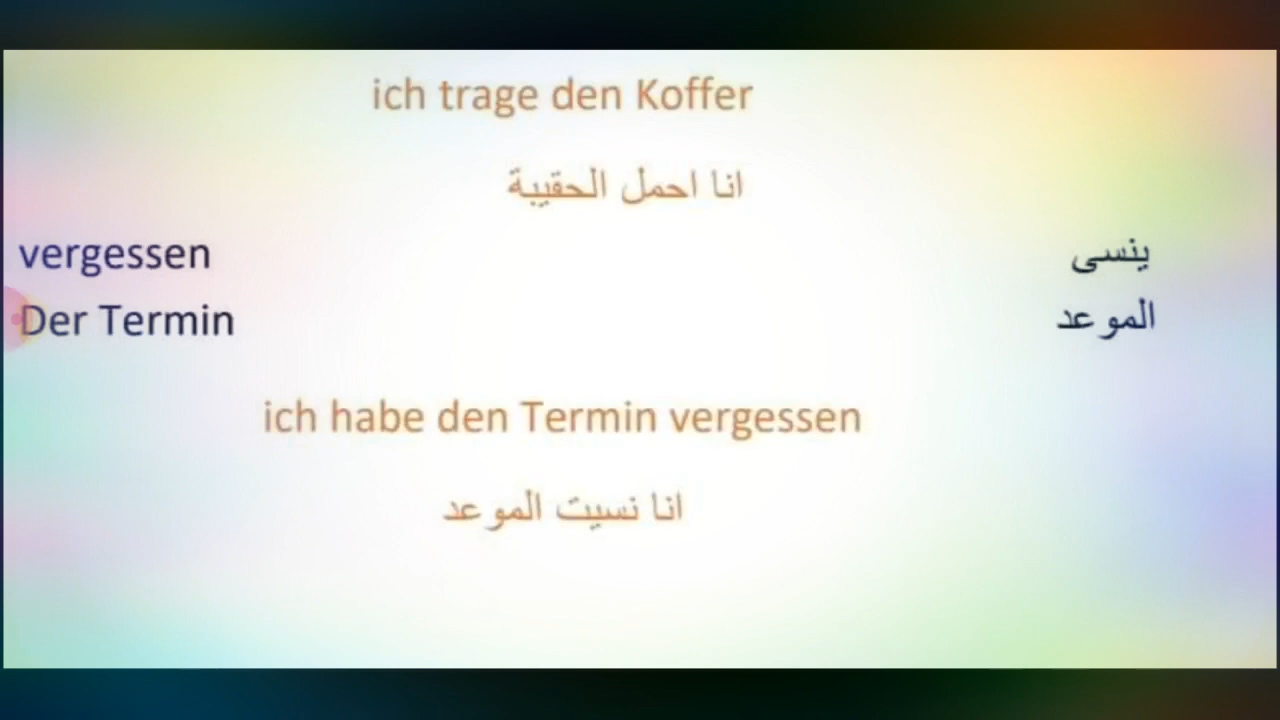 ich trage den Koffer
انا احمل الحقيبة
vergessen ينسى
Der Termin الموعد
ich habe den Termin vergessen
انا نسيت الموعد